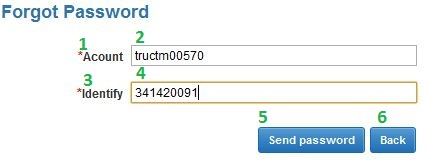 Forgot Password
1 2
*Acount tructm00570
3 4
*Identify 341420091
5 6
Send password Back